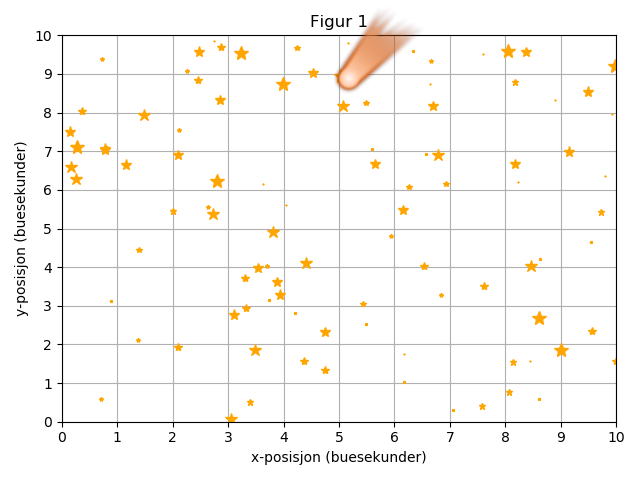 Figur 1
10
9
8
7
6
5
4
3
2
1
0
y-posisjon (buesekunder)
0 1 2 3 4 5 6 7 8 9 10
x-posisjon (buesekunder)